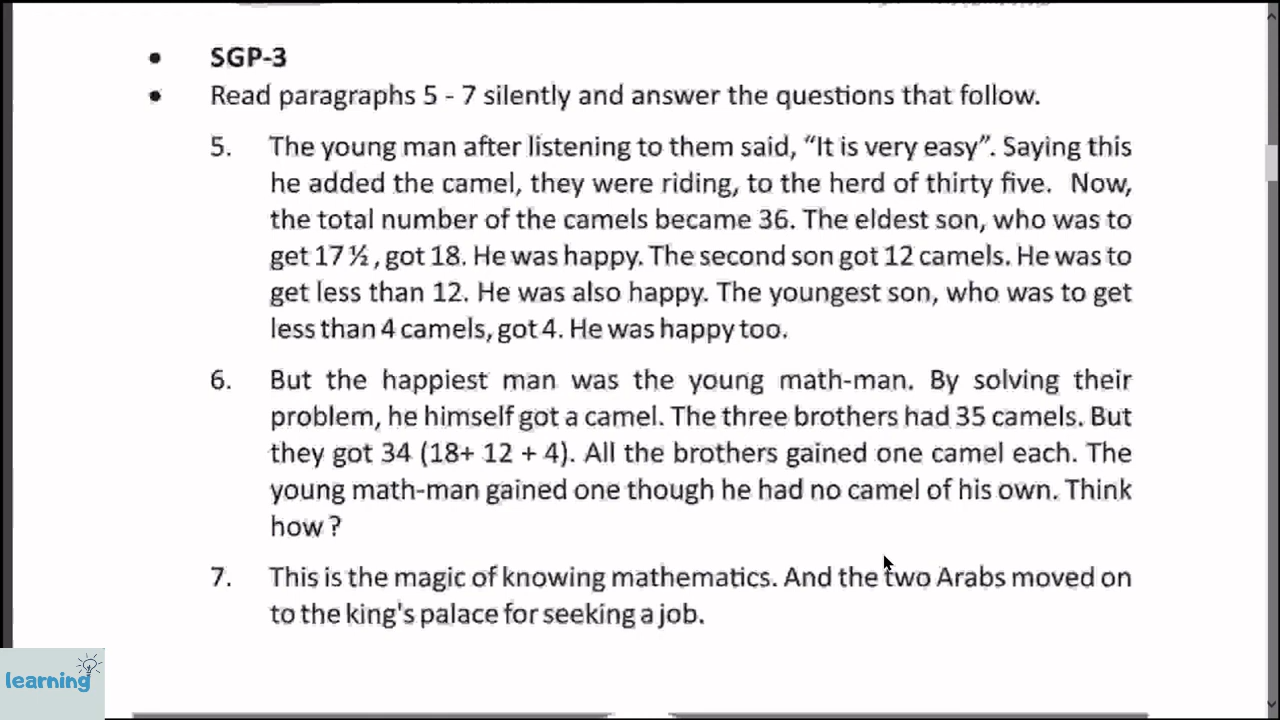 • SGP-3
• Read paragraphs 5 - 7 silently and answer the questions that follow.
5. The young man after listening to them said, “It is very easy”. Saying this
he added the camel, they were riding, to the herd of thirty five. Now,
the total number of the camels became 36. The eldest son, who was to
get 17 ½ , got 18. He was happy. The second son got 12 camels. He was to
get less than 12. He was also happy. The youngest son, who was to get
less than 4 camels, got 4. He was happy too.
6. But the happiest man was the young math-man. By solving their
problem, he himself got a camel. The three brothers had 35 camels. But
they got 34 (18+ 12 + 4). All the brothers gained one camel each. The
young math-man gained one though he had no camel of his own. Think
how ?
7. This is the magic of knowing mathematics. And the two Arabs moved on
to the king's palace for seeking a job.
learning